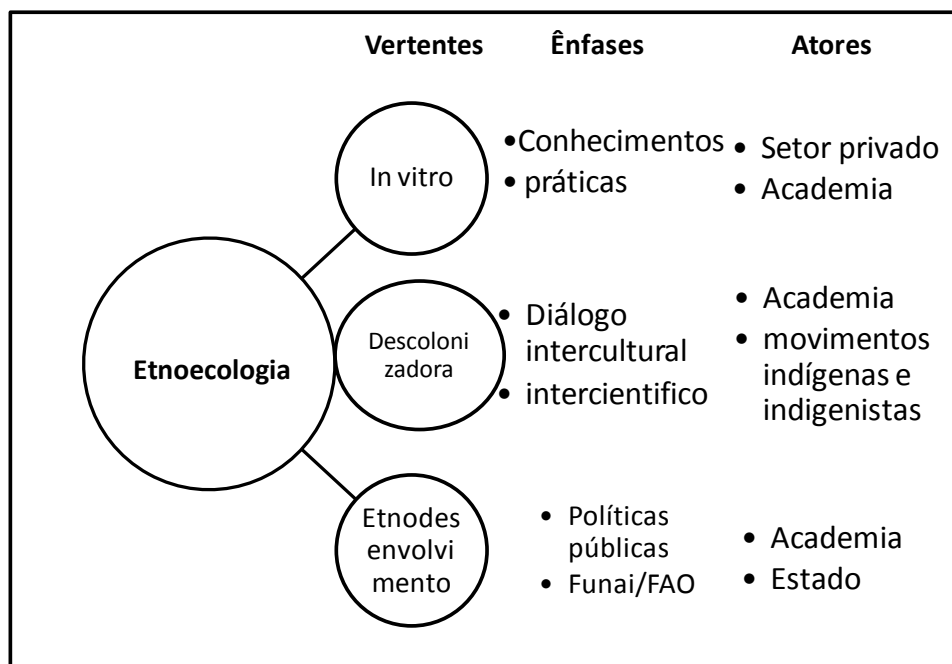 Vertentes Ênfases Atores
In vitro
•Conhecimentos
•práticas
• Setor privado
• Academia
Etnoecologia
Descoloni
zadora
• Diálogo
intercultural
• intercientifico
• Academia
• movimentos
indígenas e
indigenistas
Etnodes
envolvi
mento
• Políticas
públicas
• Funai/FAO
• Academia
• Estado